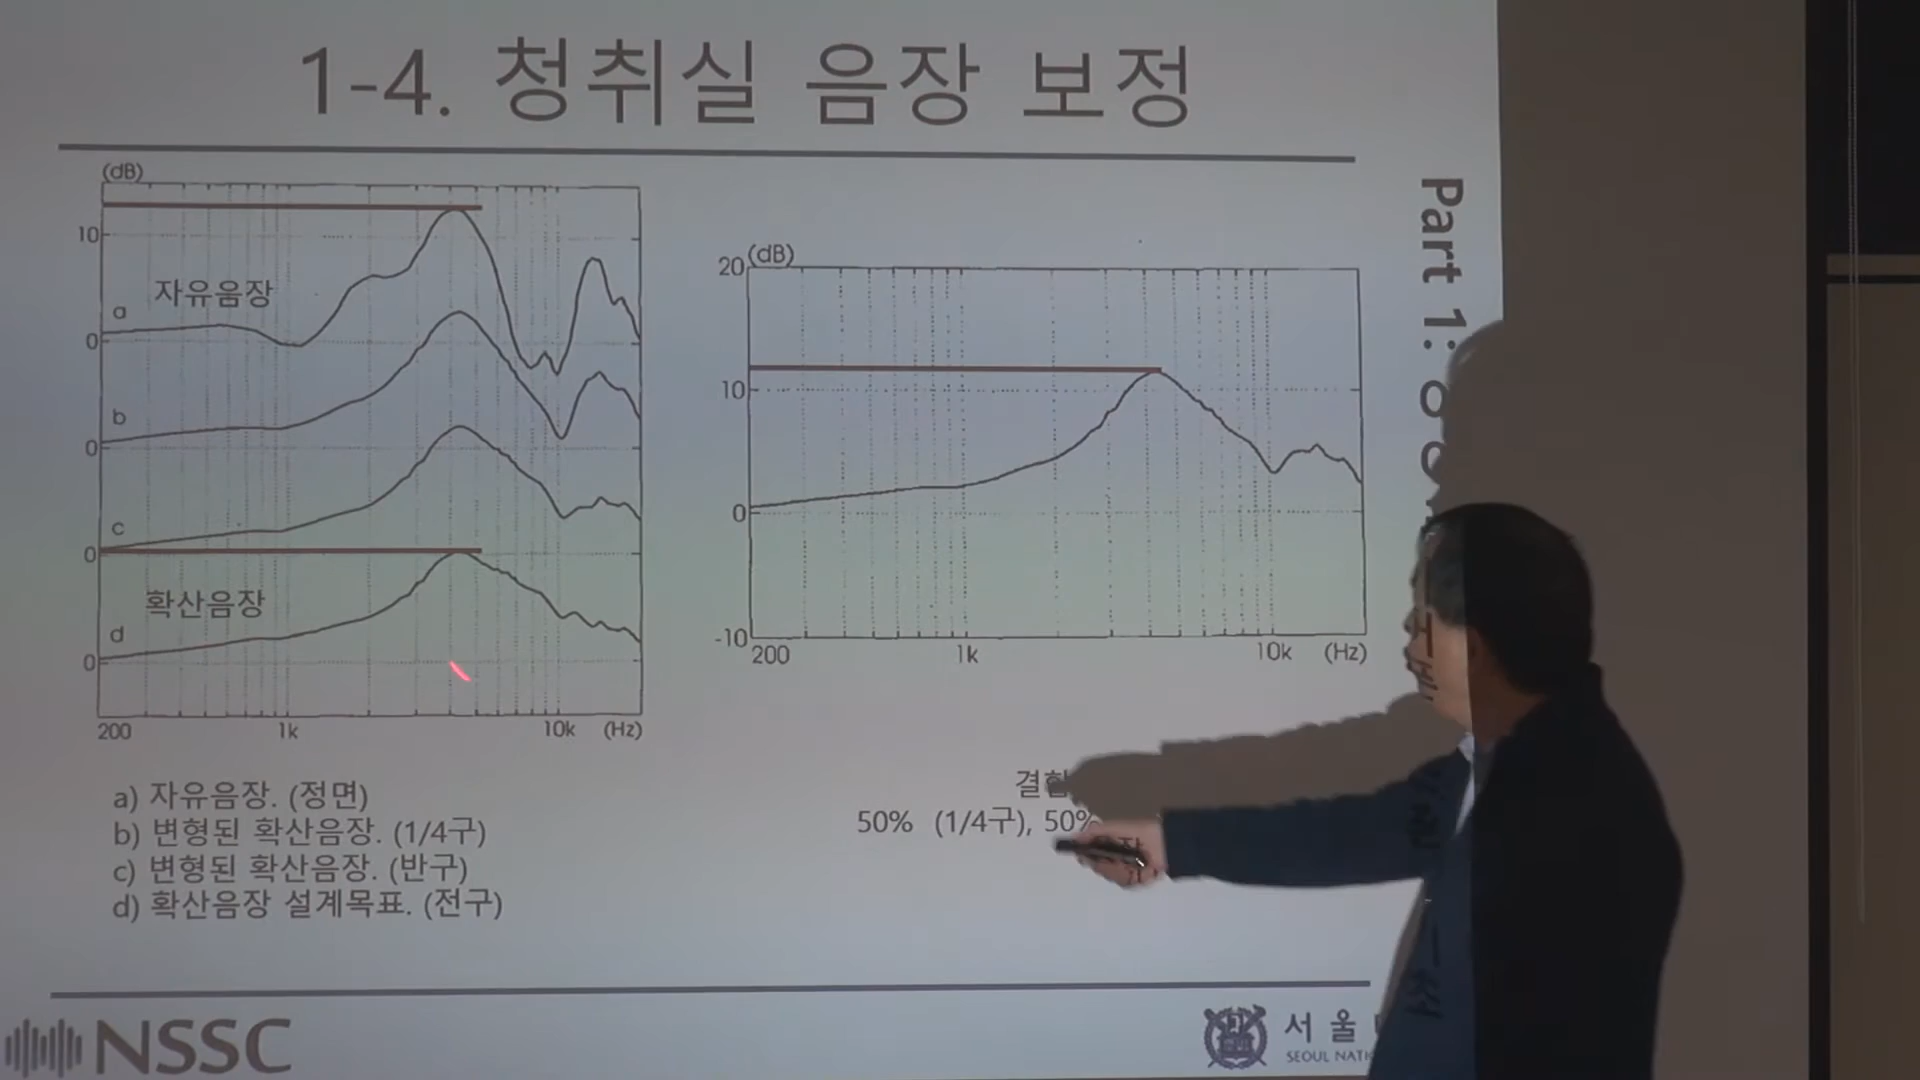 1-4. 청취실 음장 보정
(dB)
10
자유음장
a
0
b
0
c
0
확산음장
d
0
200 1k 10k (Hz)
a) 자유음장. (정면)
b) 변형된 확산음장. (1/4구)
c) 변형된 확산음장. (반구)
d) 확산음장 설계목표. (전구)
20 (dB)
10
0
-10
200 1k 10k (Hz)
50% (1/4구), 50%
Part 1:
NSSC
서울
SEOUL